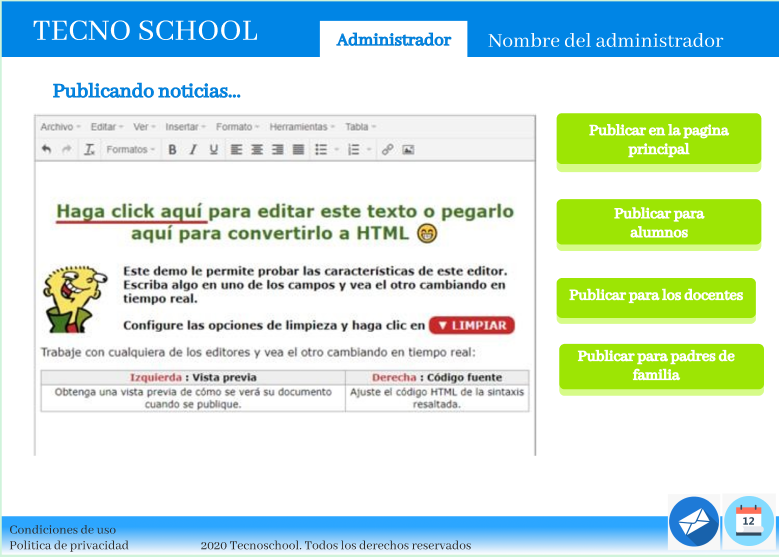 TECNO SCHOOL
Administrador
Nombre del administrador
Publicando noticias...
Archivo Editar Ver Insertar Formato Herramientas Tabla
Formatos B I U
Haga click aquí para editar este texto o pegarlo
aquí para convertirlo a HTML 😁
Este demo le permite probar las características de este editor.
Escriba algo en uno de los campos y vea el otro cambiando en
tiempo real.
Configure las opciones de limpieza y haga clic en ▼ LIMPIAR
Trabaje con cualquiera de los editores y vea el otro cambiando en tiempo real:
Izquierda : Vista previa
Derecha : Código fuente
Obtenga una vista previa de cómo se verá su documento
cuando se publique.
Ajuste el código HTML de la sintaxis
resaltada.
Publicar en la pagina
principal
Publicar para
alumnos
Publicar para los docentes
Publicar para padres de
familia
12
Condiciones de uso
Politica de privacidad
2020 Tecnoschool. Todos los derechos reservados